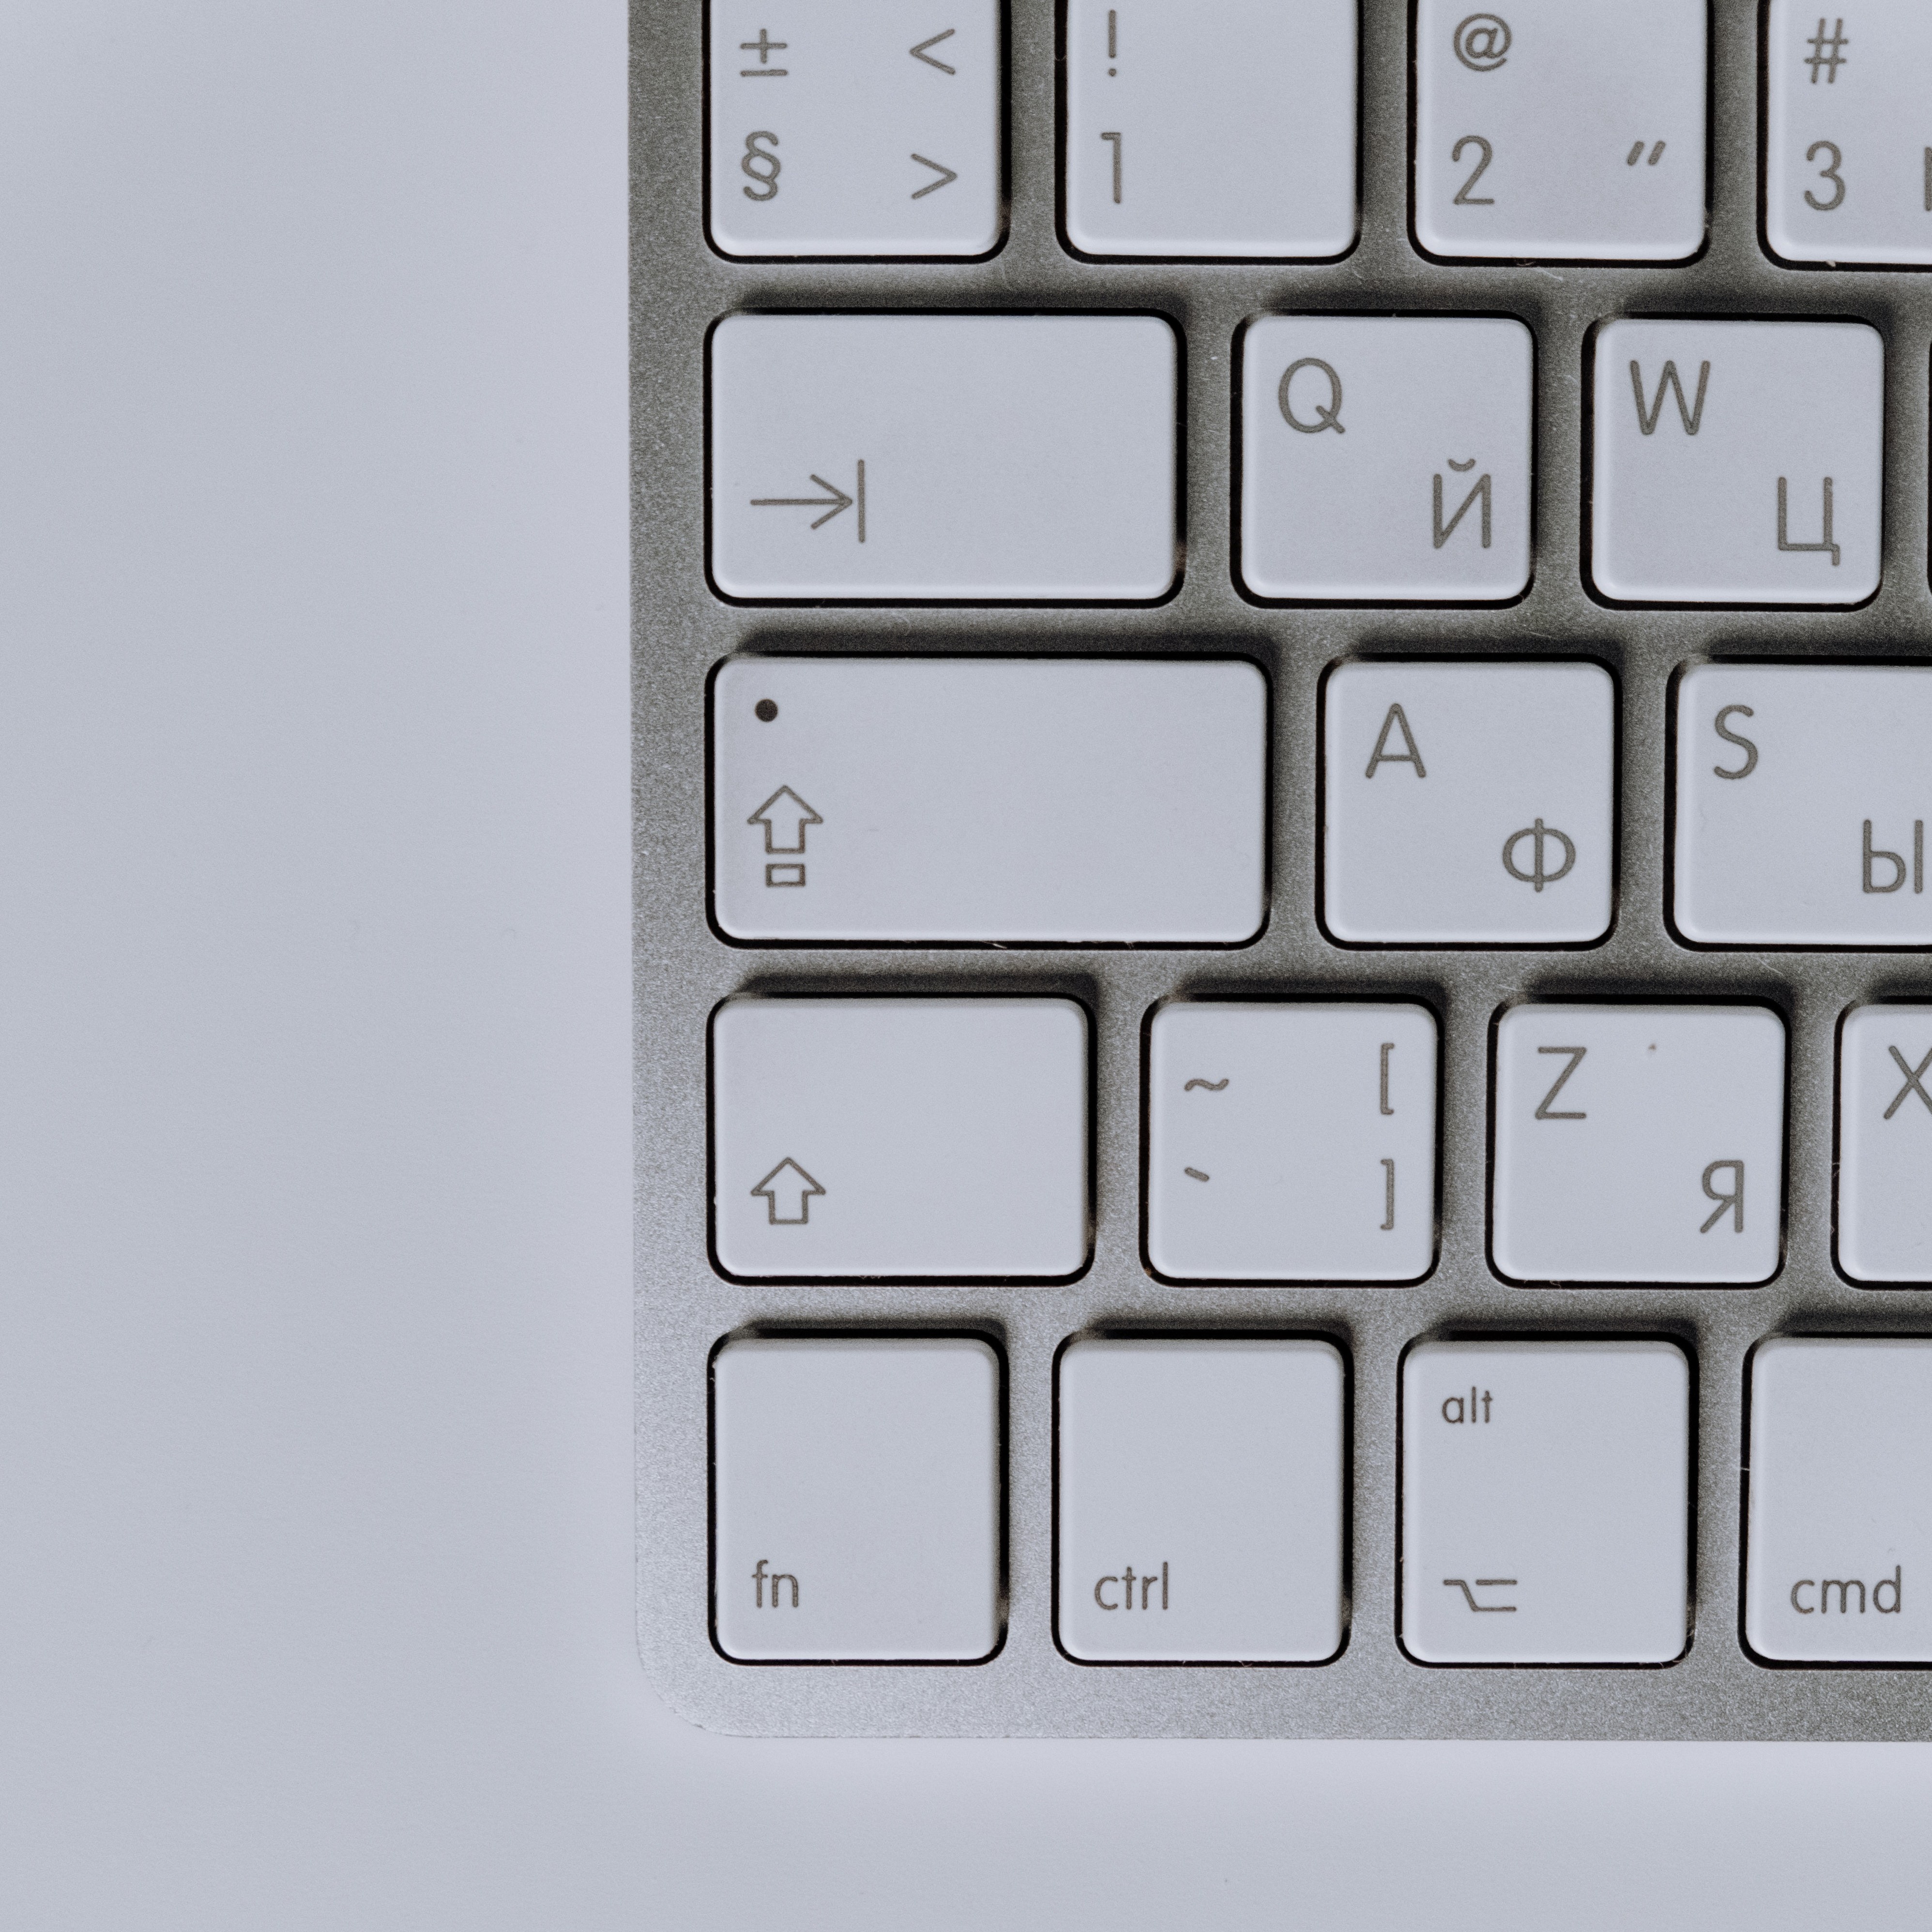 ± < ! @ #
§ > 1 2 " 3
Q W
Й Ц
A S
Ф Ы
~ [ Z X
` ] Я
alt
fn ctrl ⌥ cmd